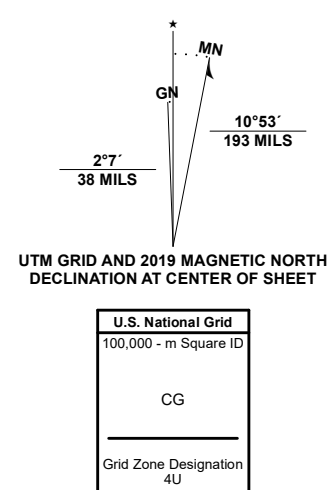 ★
MN
GN
10°53´
193 MILS
2°7´
38 MILS
UTM GRID AND 2019 MAGNETIC NORTH
DECLINATION AT CENTER OF SHEET
U.S. National Grid
100,000 - m Square ID
CG
Grid Zone Designation
4U